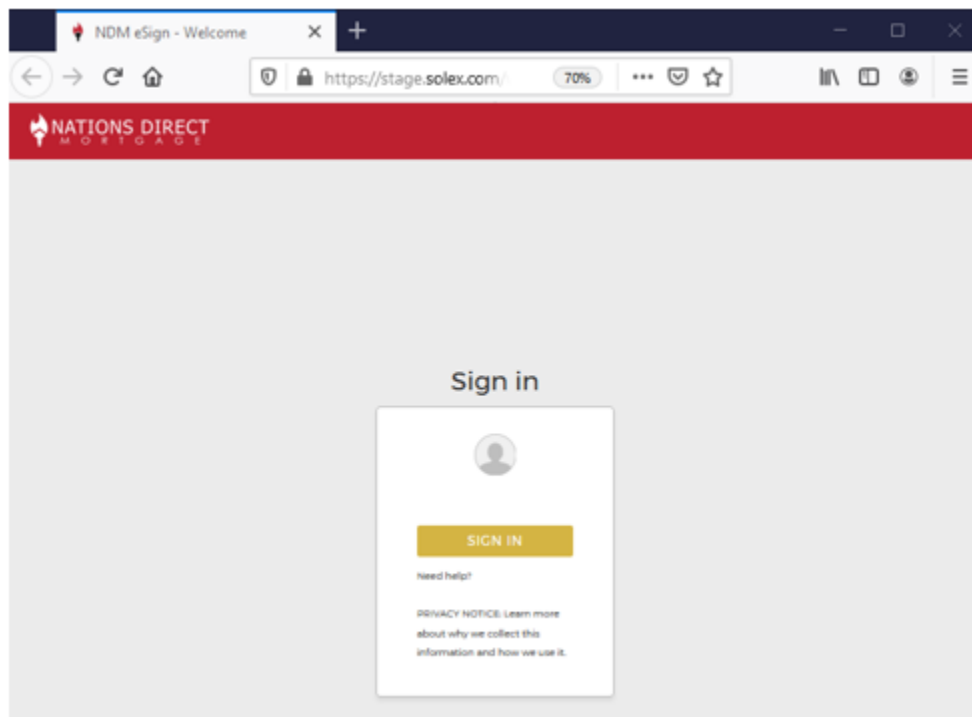 NDM eSign - Welcome
https://stage.solex.com/
70%
NATIONS DIRECT
MORTGAGE
Sign in
SIGN IN
Need help?
PRIVACY NOTICE: Learn more
about why we collect this
information and how we use it.